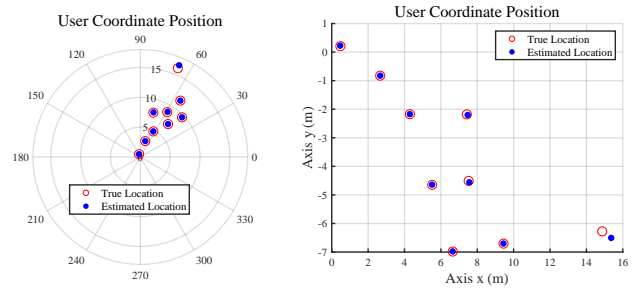 User Coordinate Position
90
120
60
15
150
30
10
5
180
0
True Location
Estimated Location
210
330
240
300
270
User Coordinate Position
1
True Location
Estimated Location
0
-1
-2
-3
-4
-5
-6
-7
Axis y (m)
0 2 4 6 8 10 12 14 16
Axis x (m)